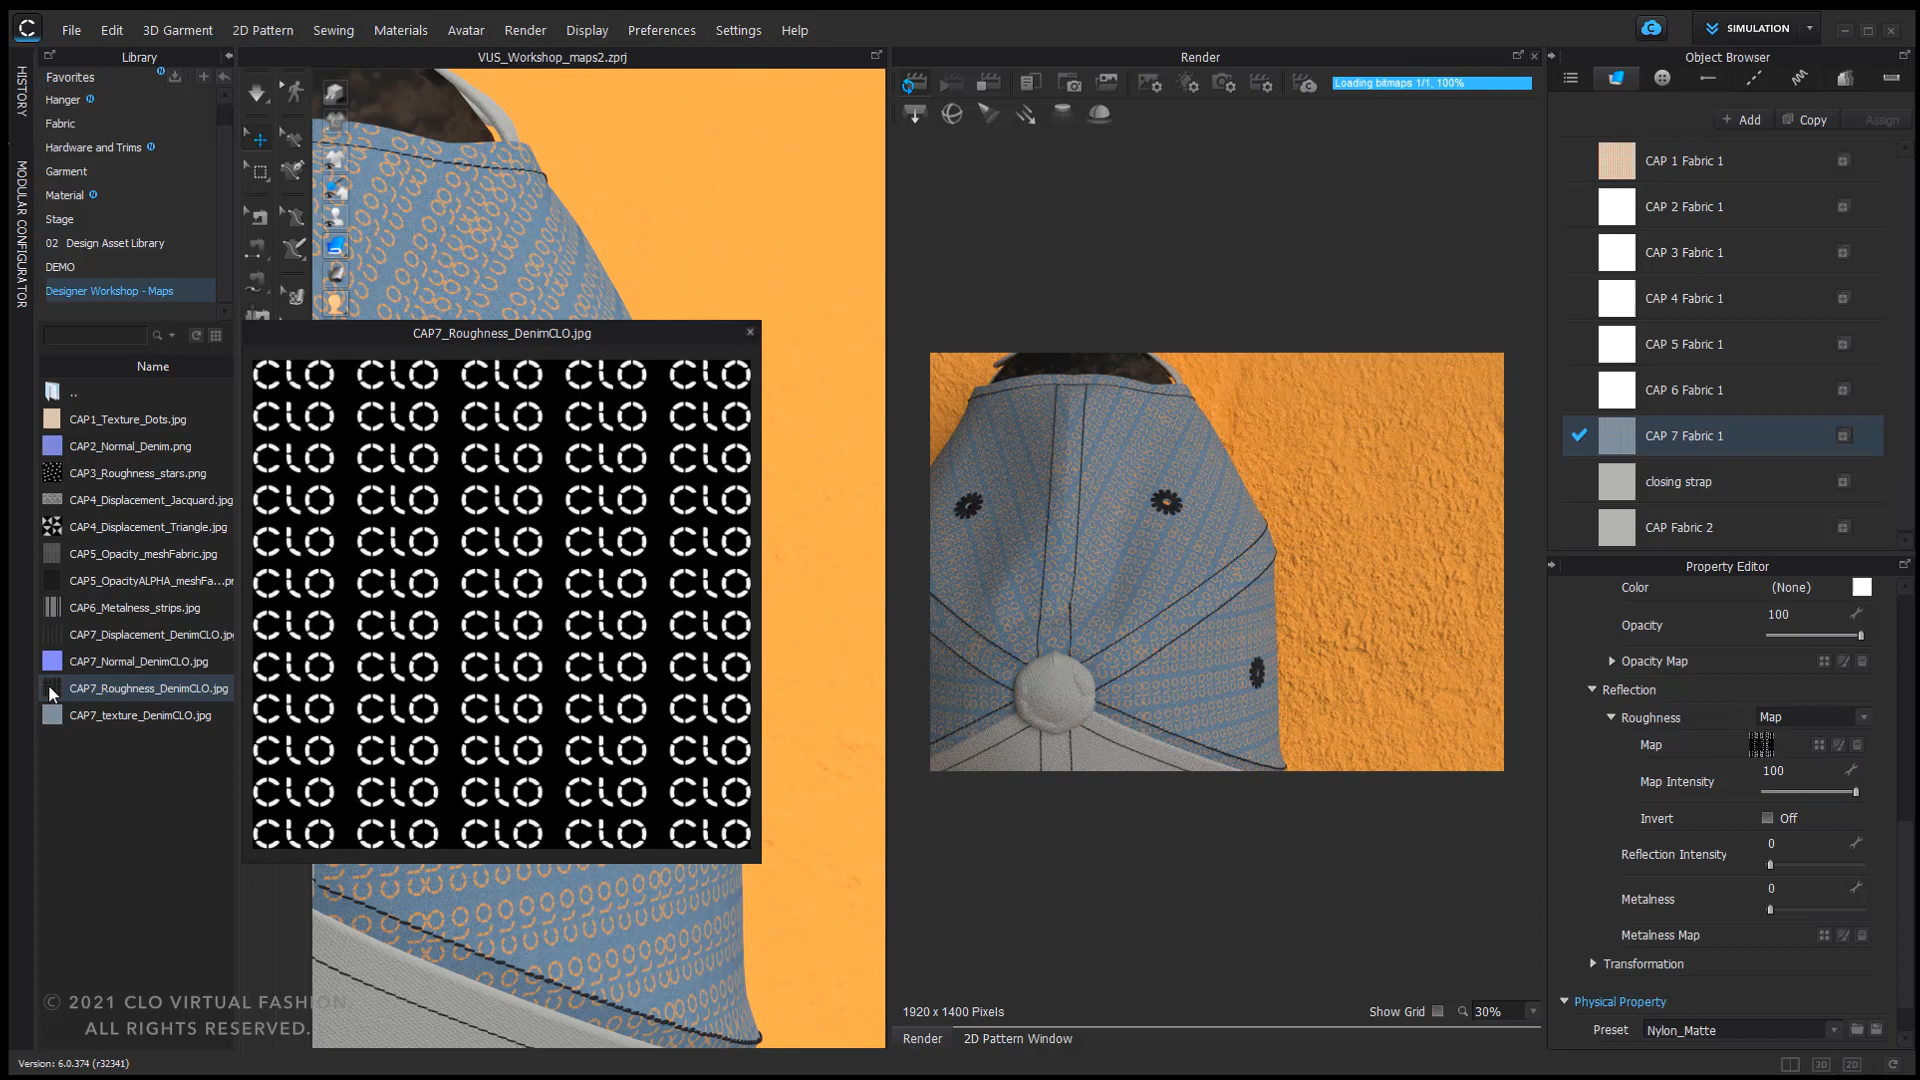 File Edit 3D Garment 2D Pattern Sewing Materials Avatar Render Display Preferences Settings Help
SIMULATION
Library
VUS_Workshop_maps2.zprj
Render
Object Browser
HISTORY
MODULAR CONFIGURATOR
Favorites
Hanger
Fabric
Hardware and Trims
Garment
Material
Stage
02 Design Asset Library
DEMO
Designer Workshop - Maps
Name
..
CAP1_Texture_Dots.jpg
CAP2_Normal_Denim.png
CAP3_Roughness_stars.png
CAP4_Displacement_Jacquard.jpg
CAP4_Displacement_Triangle.jpg
CAP5_Opacity_meshFabric.jpg
CAP5_OpacityALPHA_meshFa...pr
CAP6_Metalness_strips.jpg
CAP7_Displacement_DenimCLO.jpg
CAP7_Normal_DenimCLO.jpg
CAP7_Roughness_DenimCLO.jpg
CAP7_texture_DenimCLO.jpg
CAP7_Roughness_DenimCLO.jpg
CLO CLO CLO CLO CLO
CLO CLO CLO CLO CLO
CLO CLO CLO CLO CLO
CLO CLO CLO CLO CLO
CLO CLO CLO CLO CLO
CLO CLO CLO CLO CLO
CLO CLO CLO CLO CLO
CLO CLO CLO CLO CLO
CLO CLO CLO CLO CLO
CLO CLO CLO CLO CLO
CLO CLO CLO CLO CLO
CLO CLO CLO CLO CLO
© 2021 CLO VIRTUAL FASHION
ALL RIGHTS RESERVED.
Version: 6.0.374 (r32341)
Loading bitmaps 1/1, 100%
1920 x 1400 Pixels
Show Grid
30%
Render
2D Pattern Window
Add Copy Assign
CAP 1 Fabric 1
CAP 2 Fabric 1
CAP 3 Fabric 1
CAP 4 Fabric 1
CAP 5 Fabric 1
CAP 6 Fabric 1
CAP 7 Fabric 1
closing strap
CAP Fabric 2
Property Editor
Color (None)
Opacity 100
Opacity Map
Reflection
Roughness Map
Map
Map Intensity 100
Invert Off
Reflection Intensity 0
Metalness 0
Metalness Map
Transformation
Physical Property
Preset Nylon_Matte
3D 2D